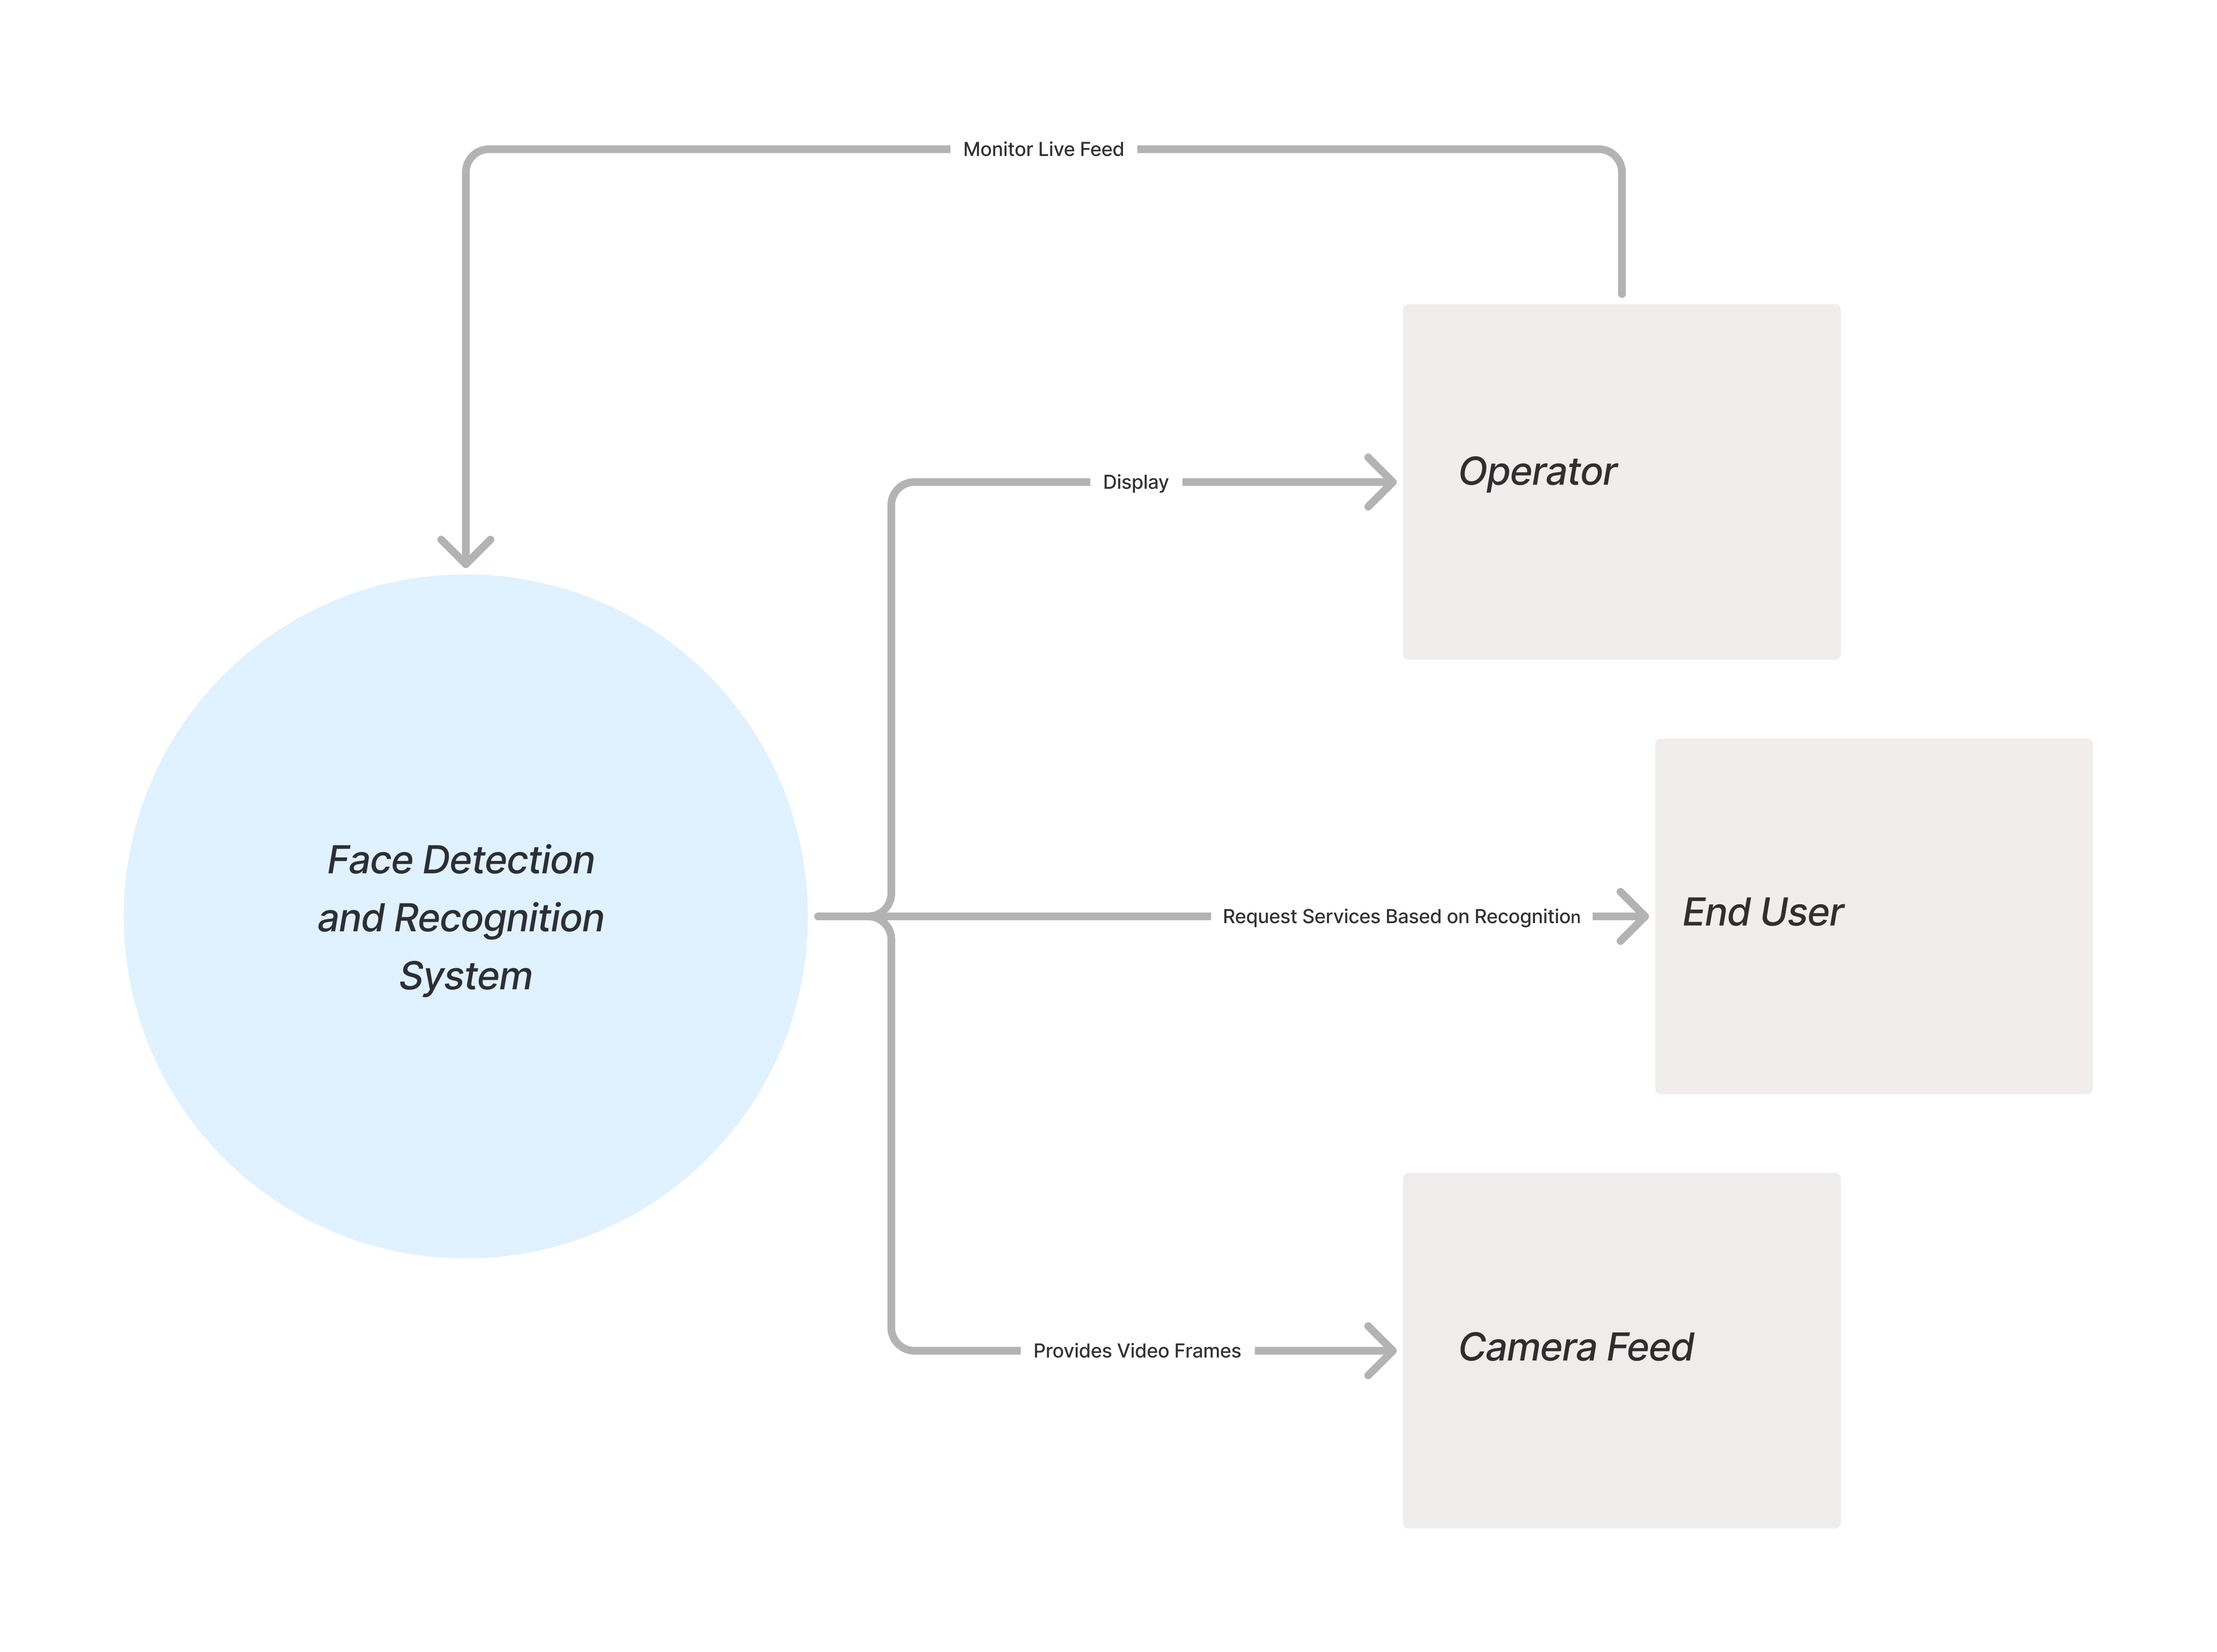 Monitor Live Feed
Display
Operator
Face Detection
and Recognition
System
Request Services Based on Recognition
End User
Provides Video Frames
Camera Feed